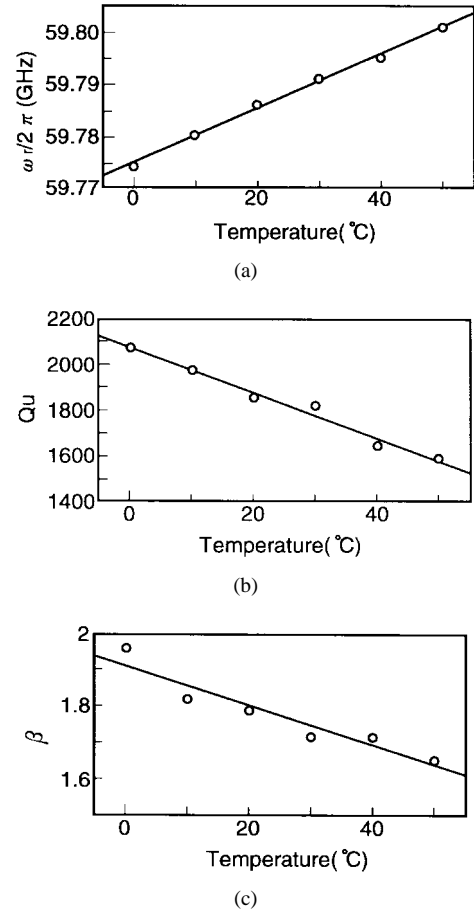 59.80
59.79
59.78
59.77
ωr/2 π (GHz)
0 20 40
Temperature(℃)
(a)
2200
2000
1800
1600
1400
Qu
0 20 40
Temperature(℃)
(b)
2
1.8
1.6
β
0 20 40
Temperature(℃)
(c)